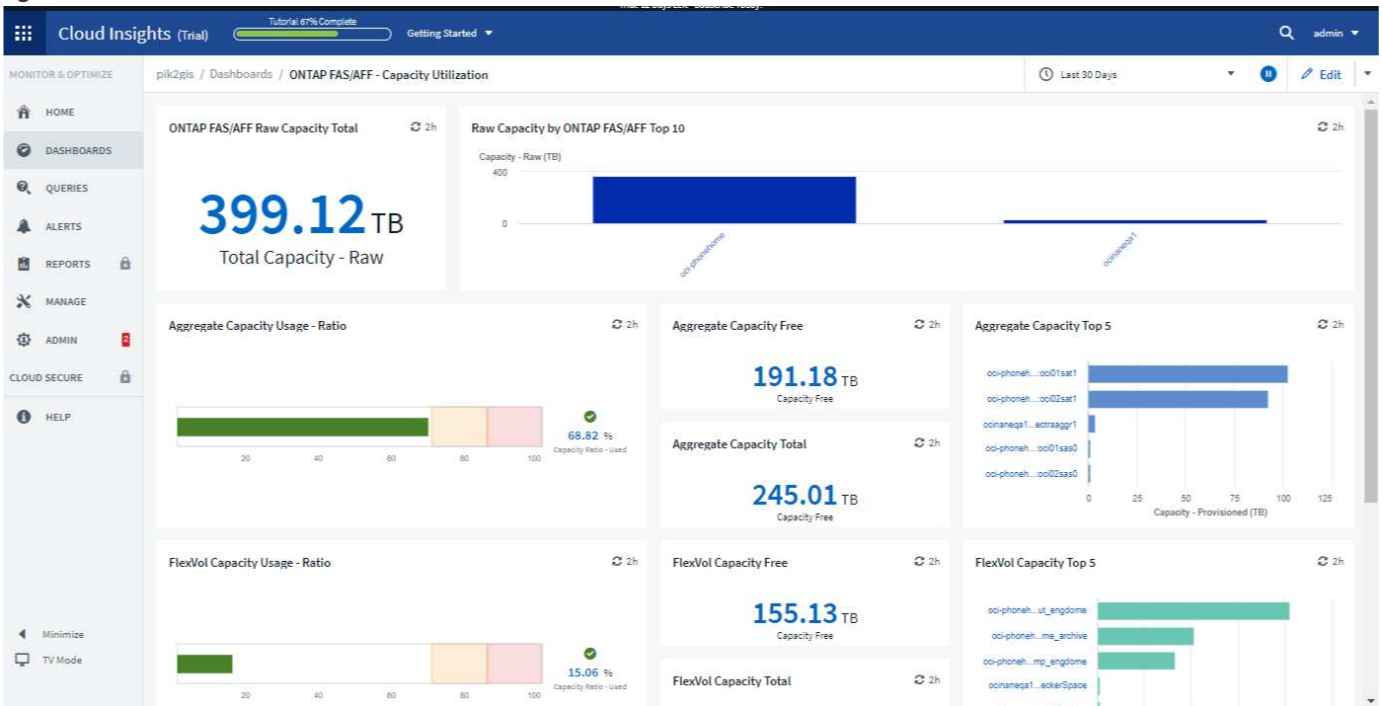 Cloud Insights (Trial)
Tutorial 87% Complete
Getting Started
admin
MONITOR & OPTIMIZE
pik2gis / Dashboards / ONTAP FAS/AFF - Capacity Utilization
Last 30 Days
Edit
HOME
DASHBOARDS
QUERIES
ALERTS
REPORTS
MANAGE
ADMIN
2
CLOUD SECURE
HELP
Minimize
TV Mode
ONTAP FAS/AFF Raw Capacity Total
2h
399.12 TB
Total Capacity - Raw
Raw Capacity by ONTAP FAS/AFF Top 10
2h
Capacity - Raw (TB)
400
0
oci-phonehome
ocinaneqa1
Aggregate Capacity Usage - Ratio
2h
68.82 %
Capacity Ratio - Used
20 40 60 80 100
Aggregate Capacity Free
2h
191.18 TB
Capacity Free
Aggregate Capacity Total
2h
245.01 TB
Capacity Free
Aggregate Capacity Top 5
2h
oci-phoneh...:oci01sat1
oci-phoneh...:oci02sat1
ocinaneqa1...ectraaggr1
oci-phoneh...:oci01sas0
oci-phoneh...:oci02sas0
0 25 50 75 100 125
Capacity - Provisioned (TB)
FlexVol Capacity Usage - Ratio
2h
15.06 %
Capacity Ratio - Used
20 40 60 80 100
FlexVol Capacity Free
2h
155.13 TB
Capacity Free
FlexVol Capacity Total
2h
FlexVol Capacity Top 5
2h
oci-phoneh...ut_engdome
oci-phoneh...me_archive
oci-phoneh...mp_engdome
ocinaneqa1...eckerSpace